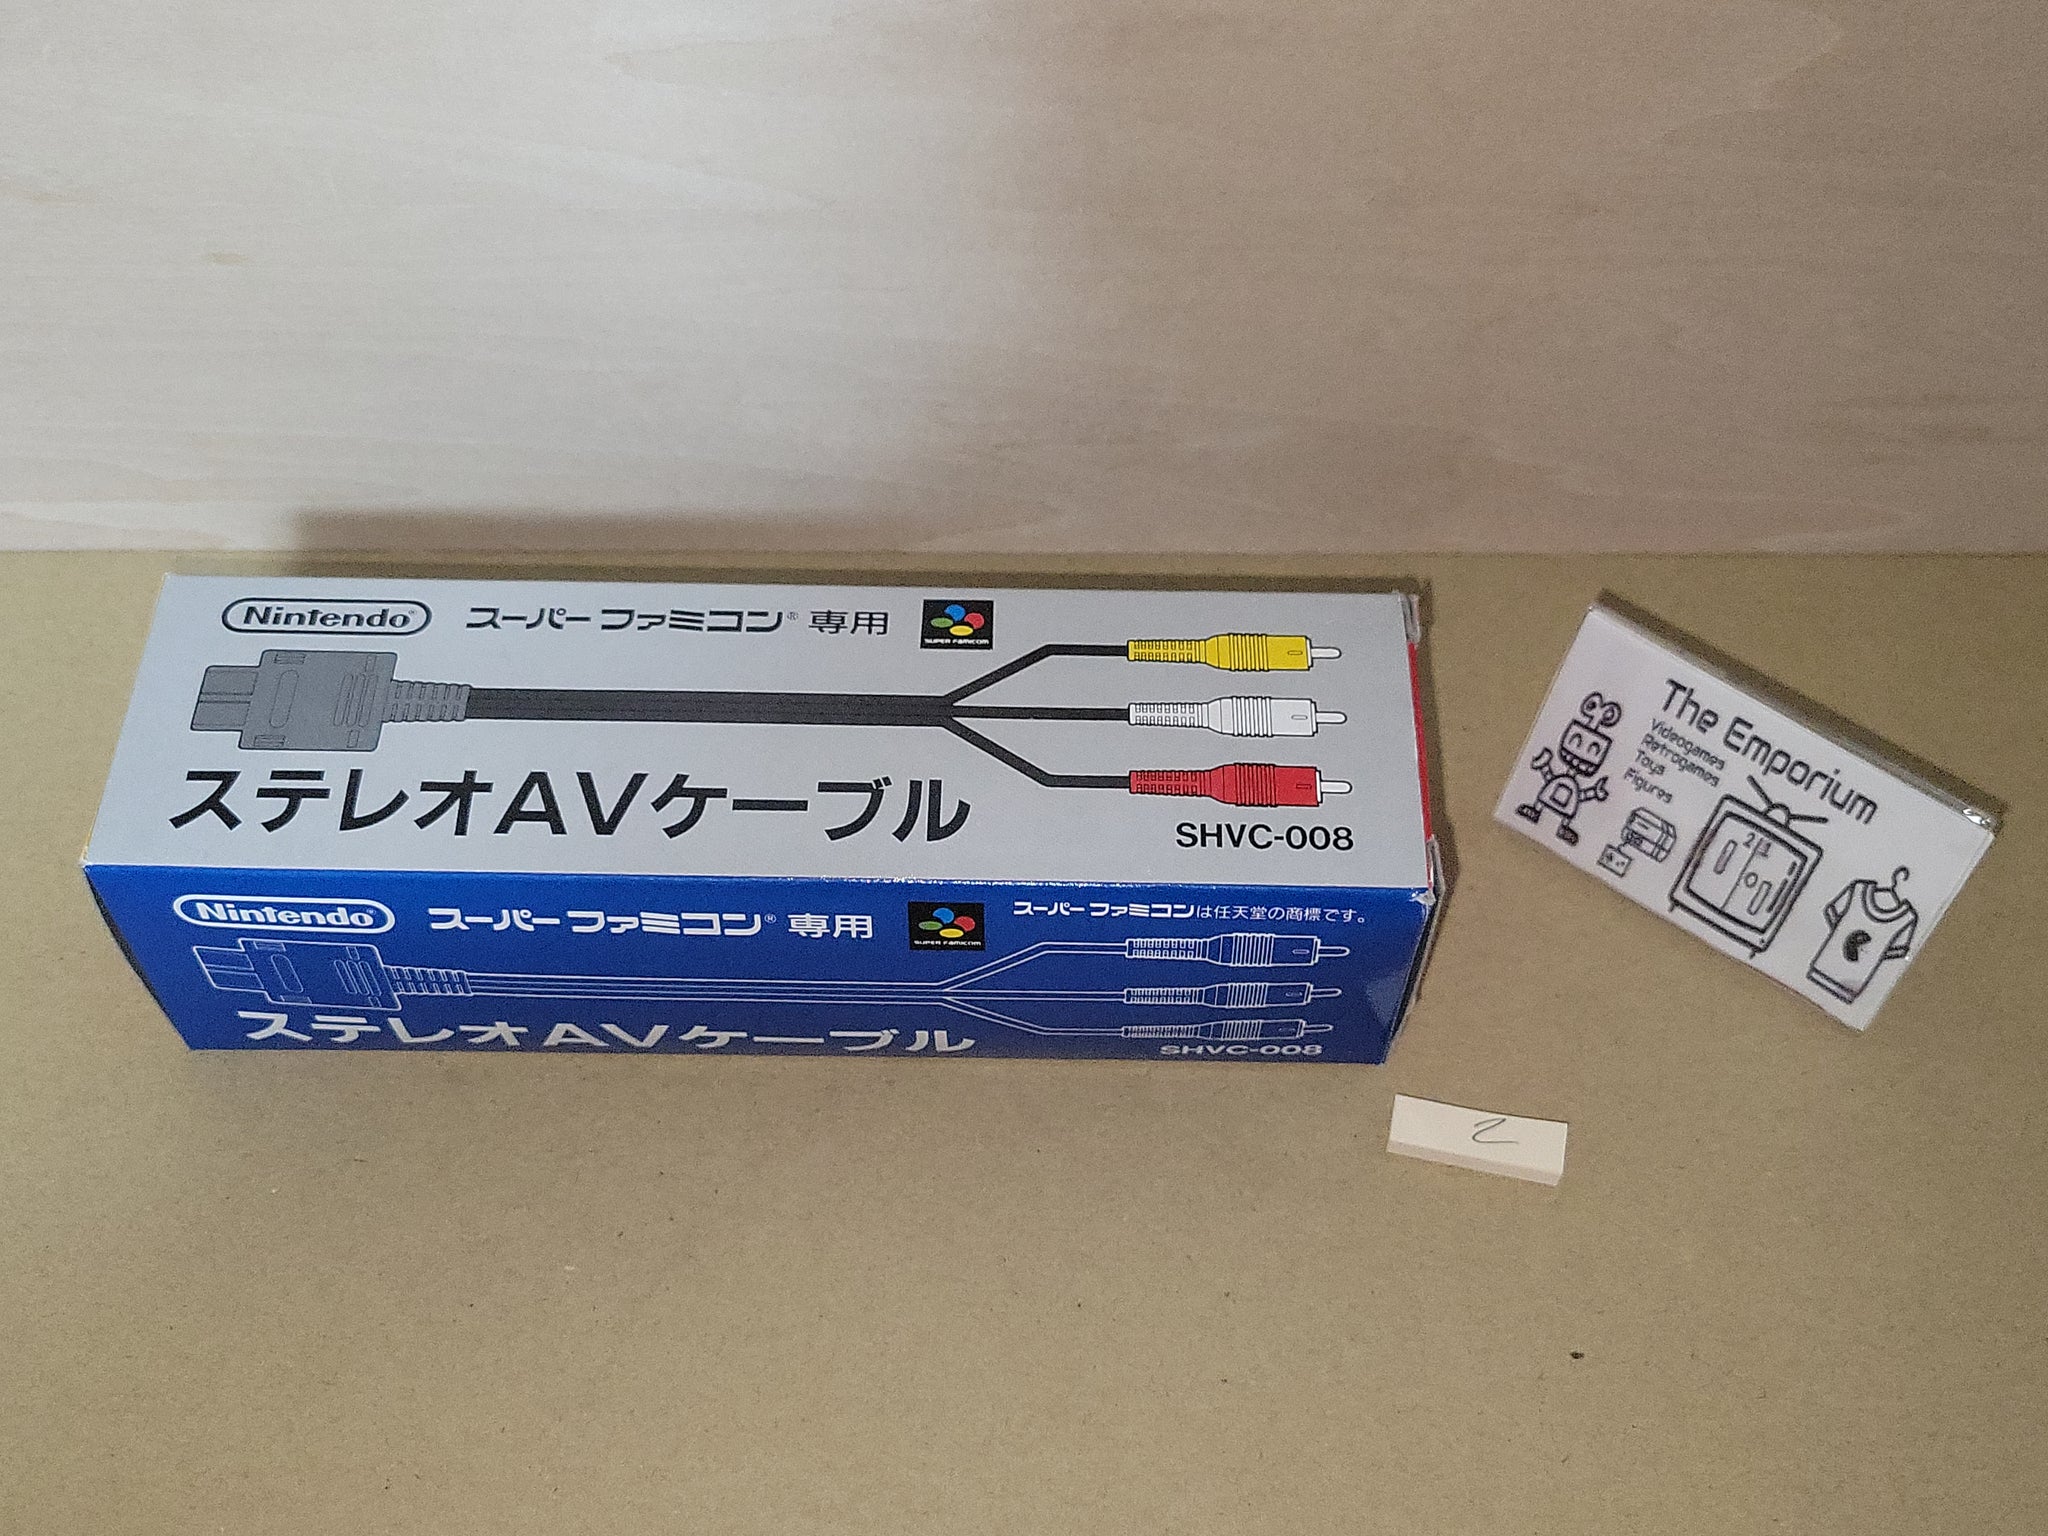 Nintendo® スーパーファミコン® 専用 SUPER FAMICOM
ステレオAVケーブル
SHVC-008
Nintendo® スーパーファミコン® 専用 SUPER FAMICOM
スーパーファミコンは任天堂の商標です。
ステレオAVケーブル
SHVC-008
The Emporium
Videogames
Retrogames
Toys
Figures
2 1
2